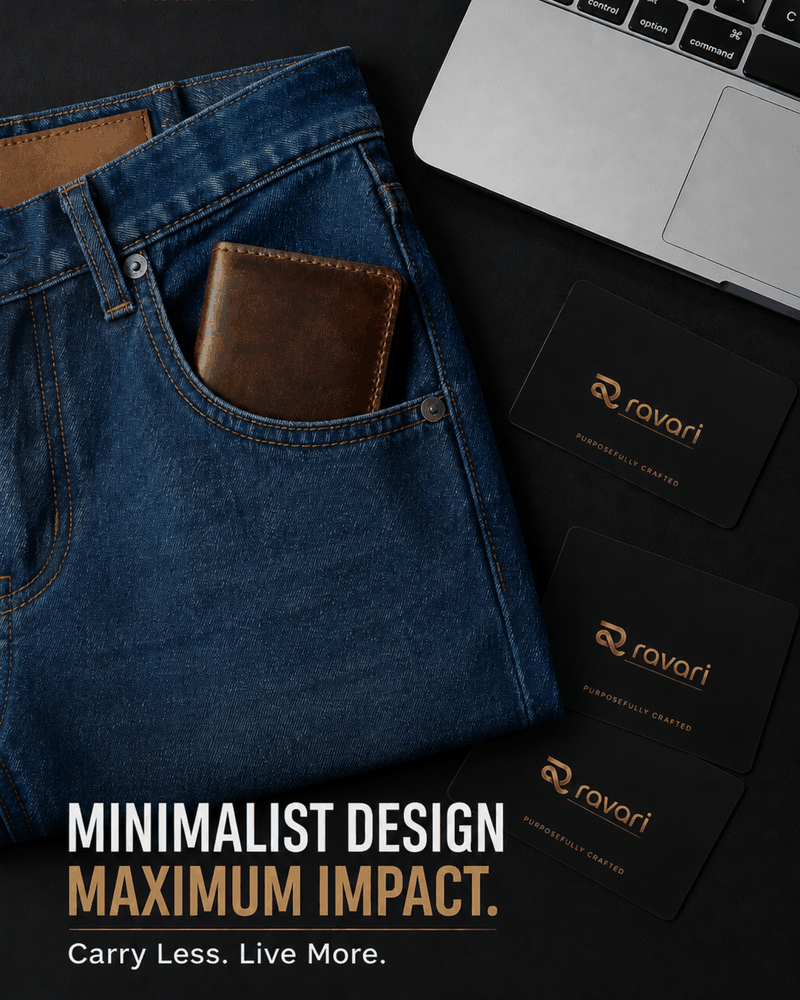 control
option
⌘
command
C
ravari
PURPOSEFULLY CRAFTED
ravari
PURPOSEFULLY CRAFTED
ravari
PURPOSEFULLY CRAFTED
MINIMALIST DESIGN
MAXIMUM IMPACT.
Carry Less. Live More.